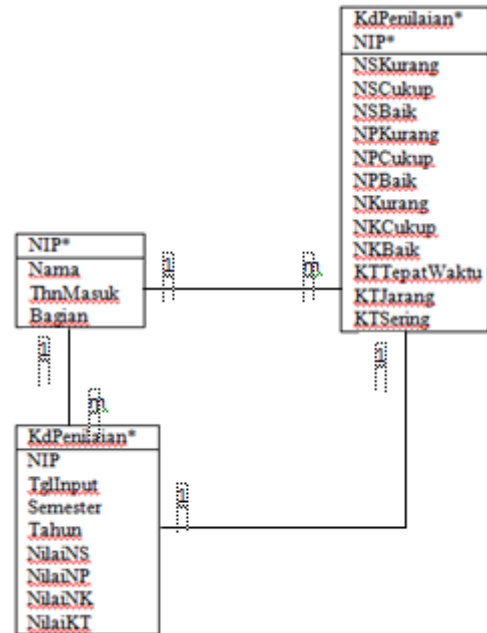 KdPenilaian*
NIP*
NSKurang
NSCukup
NSBaik
NPKurang
NPCukup
NPBaik
NKurang
NKCukup
NKBaik
KTTepatWaktu
KTJarang
KTSering
NIP*
Nama
ThnMasuk
Bagian
1
m
1
m
1
1
KdPenilaian*
NIP
TglInput
Semester
Tahun
NilaiNS
NilaiNP
NilaiNK
NilaiKT